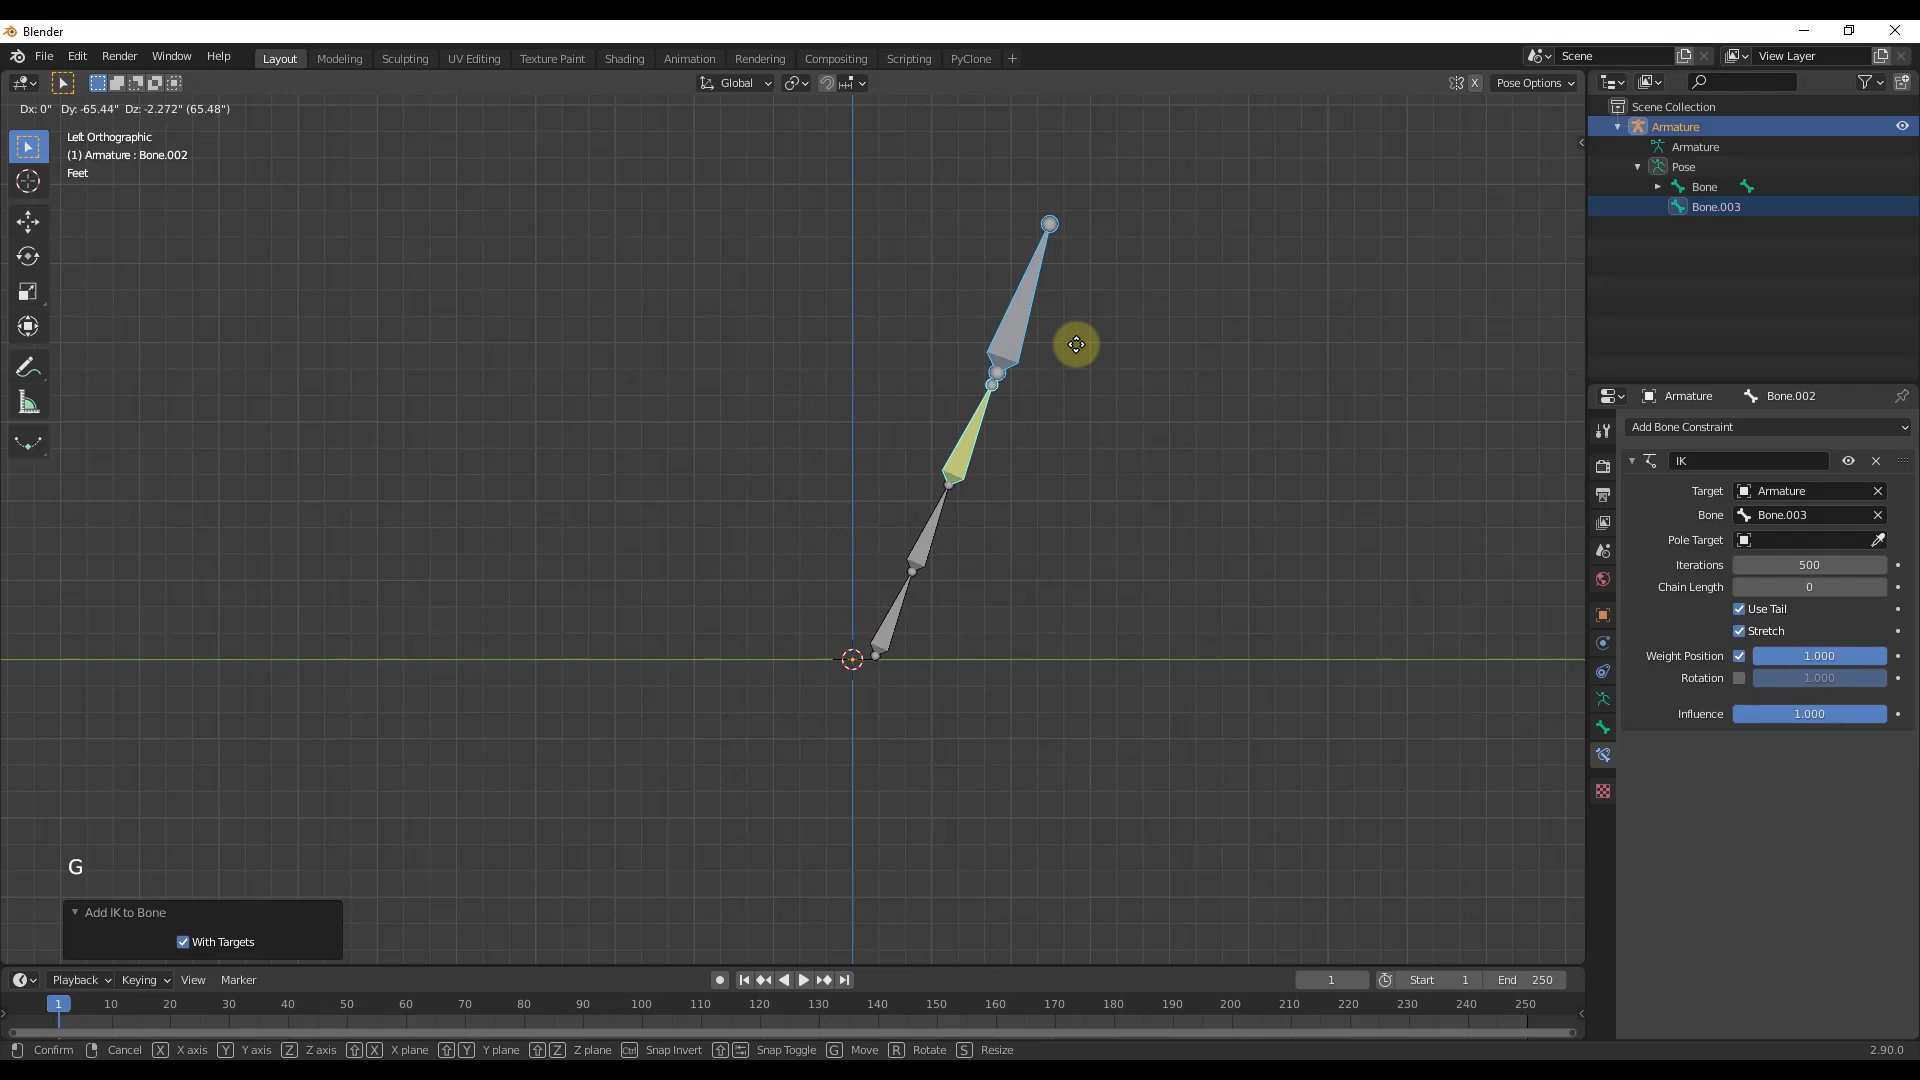 Blender
File Edit Render Window Help Layout Modeling Sculpting UV Editing Texture Paint Shading Animation Rendering Compositing Scripting PyClone + Scene View Layer
Global X Pose Options
Dx: 0" Dy: -65.44" Dz: -2.272" (65.48")
Left Orthographic
(1) Armature : Bone.002
Feet
Scene Collection
Armature
Armature
Pose
Bone
Bone.003
Armature Bone.002
Add Bone Constraint
IK
Target Armature
Bone Bone.003
Pole Target
Iterations 500
Chain Length 0
Use Tail
Stretch
Weight Position 1.000
Rotation 1.000
Influence 1.000
G
Add IK to Bone
With Targets
Playback Keying View Marker 1 Start 1 End 250
1 10 20 30 40 50 60 70 80 90 100 110 120 130 140 150 160 170 180 190 200 210 220 230 240 250
Confirm Cancel X X axis Y Y axis Z Z axis X X plane Y Y plane Z Z plane Ctrl Snap Invert Snap Toggle G Move R Rotate S Resize 2.90.0